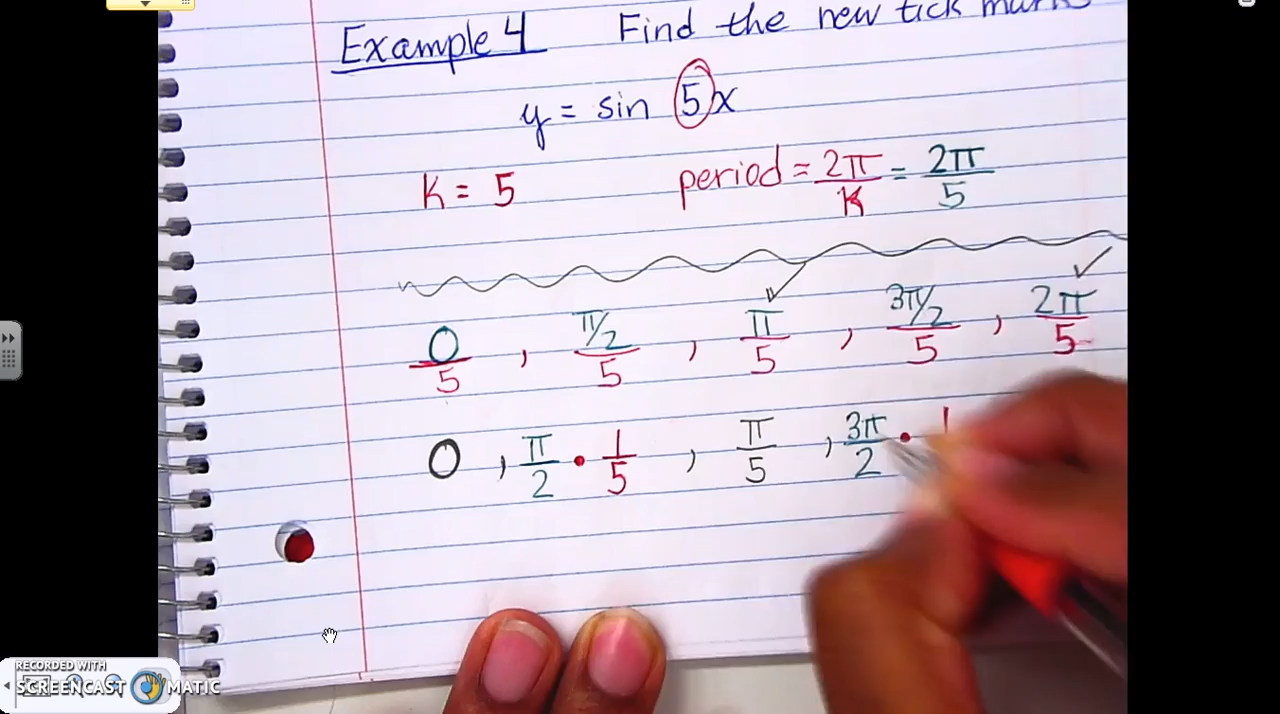 Example 4 Find the new tick marks
y = sin 5x
K = 5 period = 2π/K = 2π/5
0/5 , π/2/5 , π/5 , 3π/2/5 , 2π/5
0 , π/2 • 1/5 , π/5 , 3π/2 •
RECORDED WITH
SCREENCAST MATIC